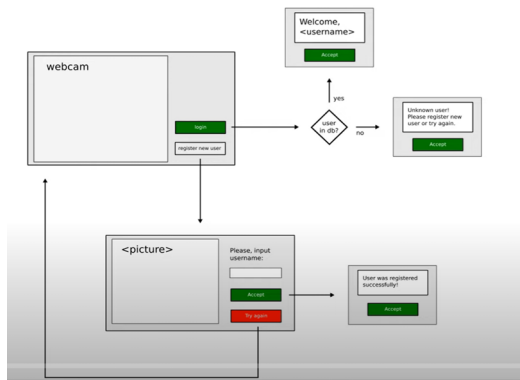 Welcome,
<username>
Accept
webcam
login
register new user
yes
user
in db?
no
Unknown user!
Please register new
user or try again.
Accept
<picture>
Please, input
username:
Accept
Try again
User was registered
successfully!
Accept